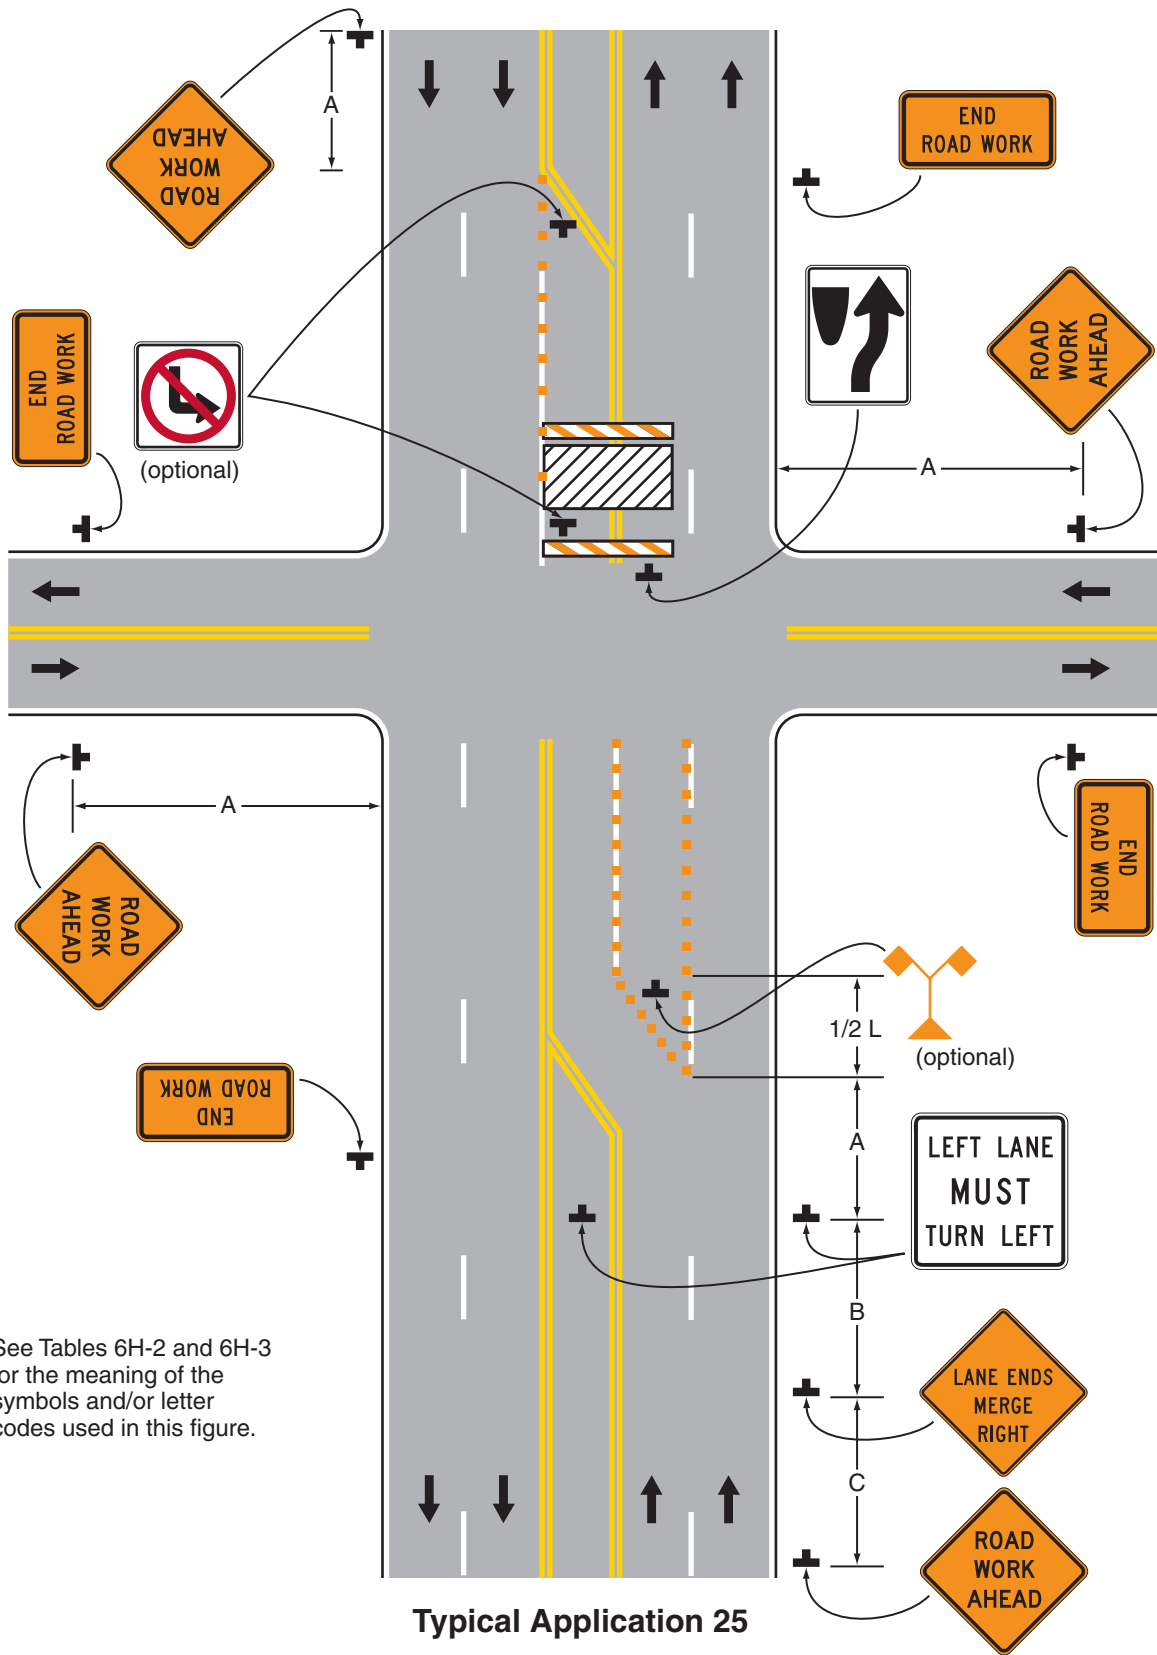 A
ROAD
WORK
AHEAD
END
ROAD WORK
END
ROAD WORK
(optional)
ROAD
WORK
AHEAD
A
A
ROAD
WORK
AHEAD
END
ROAD WORK
1/2 L
(optional)
END
ROAD WORK
A
LEFT LANE
MUST
TURN LEFT
B
See Tables 6H-2 and 6H-3
or the meaning of the
symbols and/or letter
codes used in this figure.
LANE ENDS
MERGE
RIGHT
C
ROAD
WORK
AHEAD
Typical Application 25